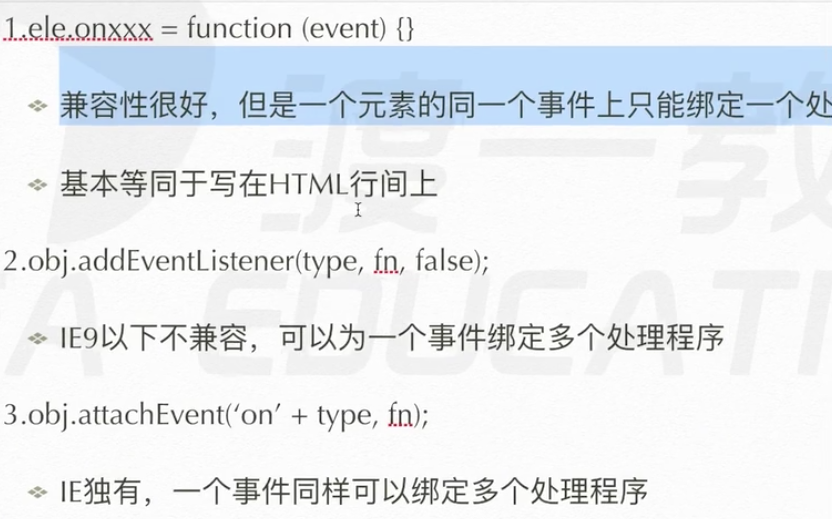 1.ele.onxxx = function (event) {}
❖ 兼容性很好，但是一个元素的同一个事件上只能绑定一个处
❖ 基本等同于写在HTML行间上
2.obj.addEventListener(type, fn, false);
❖ IE9以下不兼容，可以为一个事件绑定多个处理程序
3.obj.attachEvent(‘on’ + type, fn);
❖ IE独有，一个事件同样可以绑定多个处理程序
渡一教
TA EDUCATI